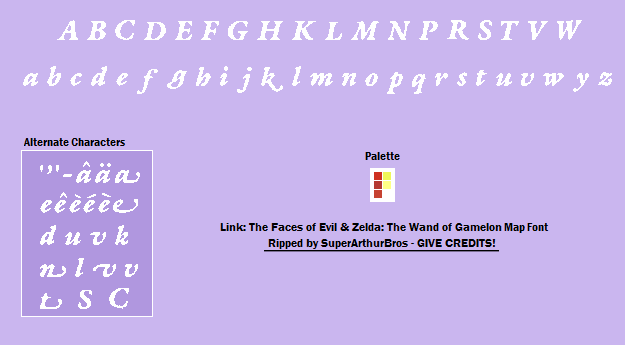 A B C D E F G H K L M N P R S T V W
a b c d e f g h i j k l m n o p q r s t u v w y z
Alternate Characters
'"'-âäa
eêèéëe
d u v k
n l v v
t S C
Palette
Link: The Faces of Evil & Zelda: The Wand of Gamelon Map Font
Ripped by SuperArthurBros - GIVE CREDITS!